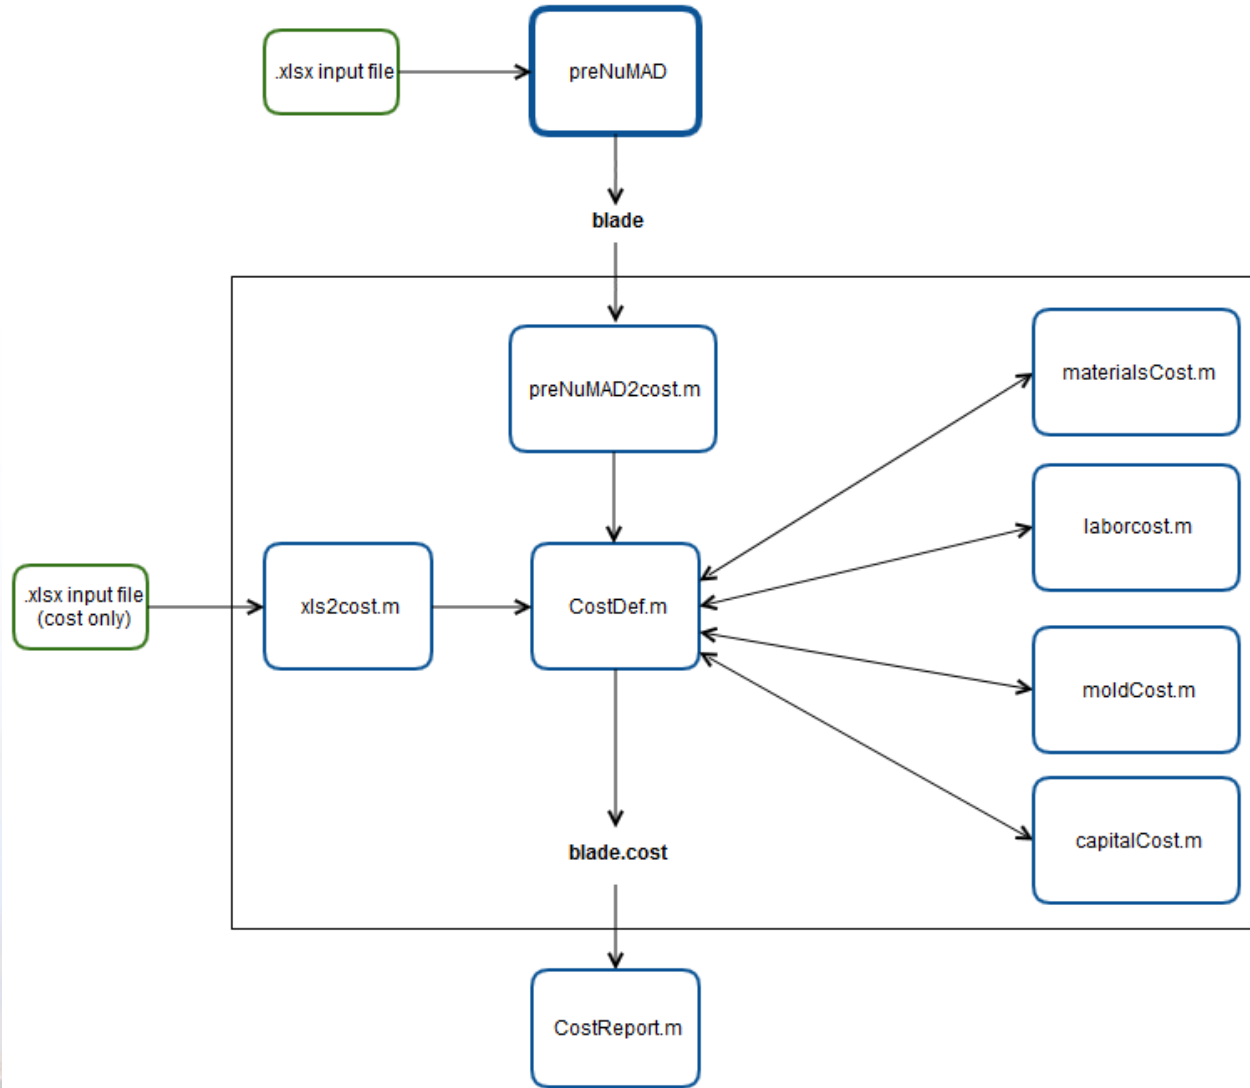 .xlsx input file
preNuMAD
blade
preNuMAD2cost.m
materialsCost.m
laborcost.m
.xlsx input file
(cost only)
xls2cost.m
CostDef.m
moldCost.m
capitalCost.m
blade.cost
CostReport.m